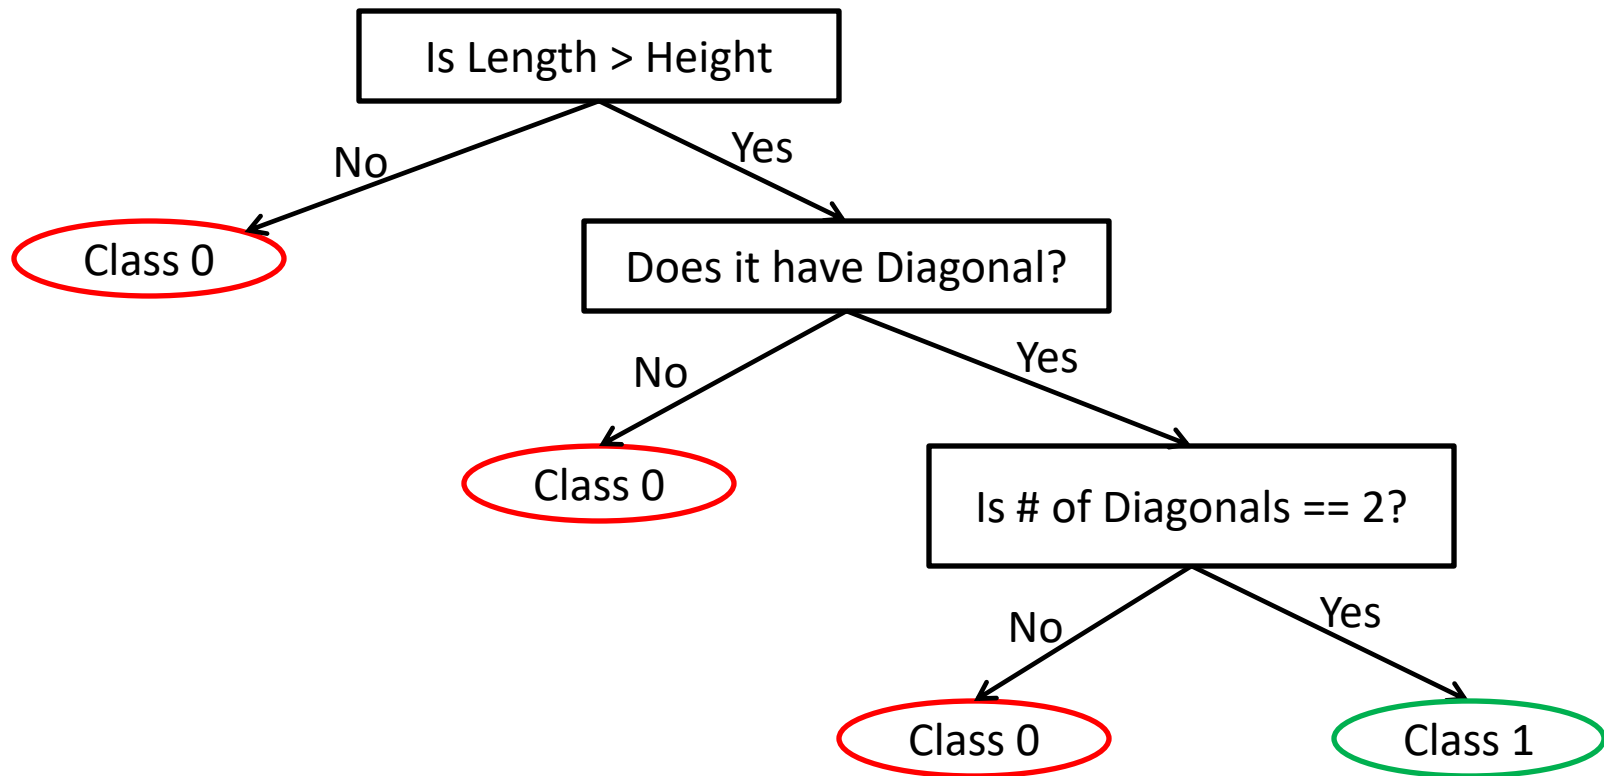 Is Length > Height
No
Yes
Class 0
Does it have Diagonal?
No
Yes
Class 0
Is # of Diagonals == 2?
No
Yes
Class 0
Class 1